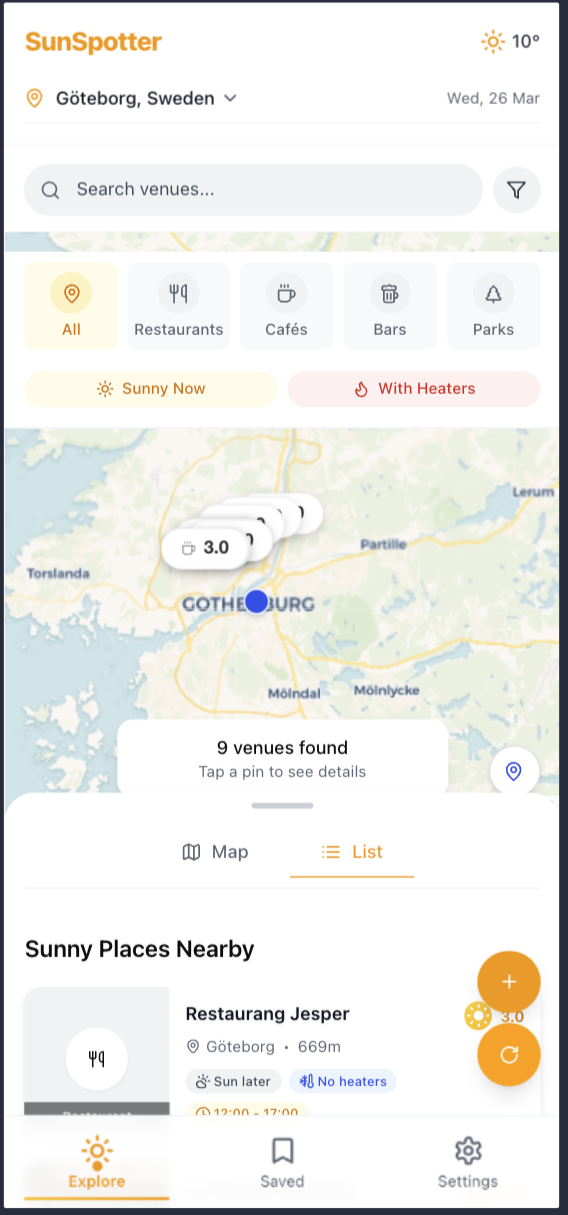 SunSpotter
10°
Göteborg, Sweden
Wed, 26 Mar
Search venues...
All
Restaurants
Cafés
Bars
Parks
Sunny Now
With Heaters
Lerum
Partille
3.0
Torslanda
Mölndal
Mölnlycke
9 venues found
Tap a pin to see details
Map
List
Sunny Places Nearby
+
Restaurang Jesper
3.0
Göteborg • 669m
Sun later
No heaters
12:00 - 17:00
Restaurant
Explore
Saved
Settings